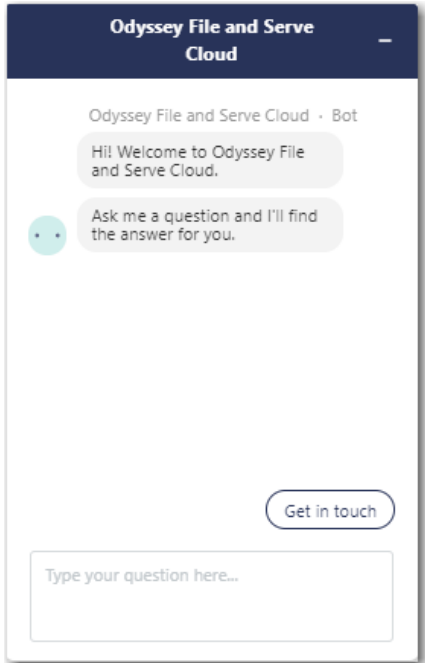 Odyssey File and Serve
Cloud
Odyssey File and Serve Cloud · Bot
Hi! Welcome to Odyssey File
and Serve Cloud.
Ask me a question and I'll find
the answer for you.
Get in touch
Type your question here...